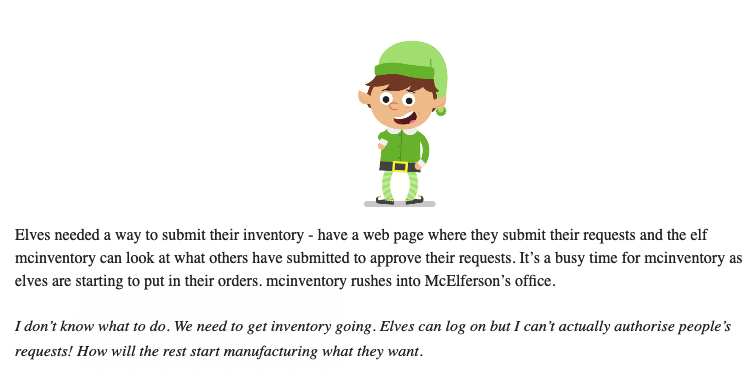 Elves needed a way to submit their inventory - have a web page where they submit their requests and the elf
mcinventory can look at what others have submitted to approve their requests. It’s a busy time for mcinventory as
elves are starting to put in their orders. mcinventory rushes into McElferson’s office.
I don’t know what to do. We need to get inventory going. Elves can log on but I can’t actually authorise people’s
requests! How will the rest start manufacturing what they want.